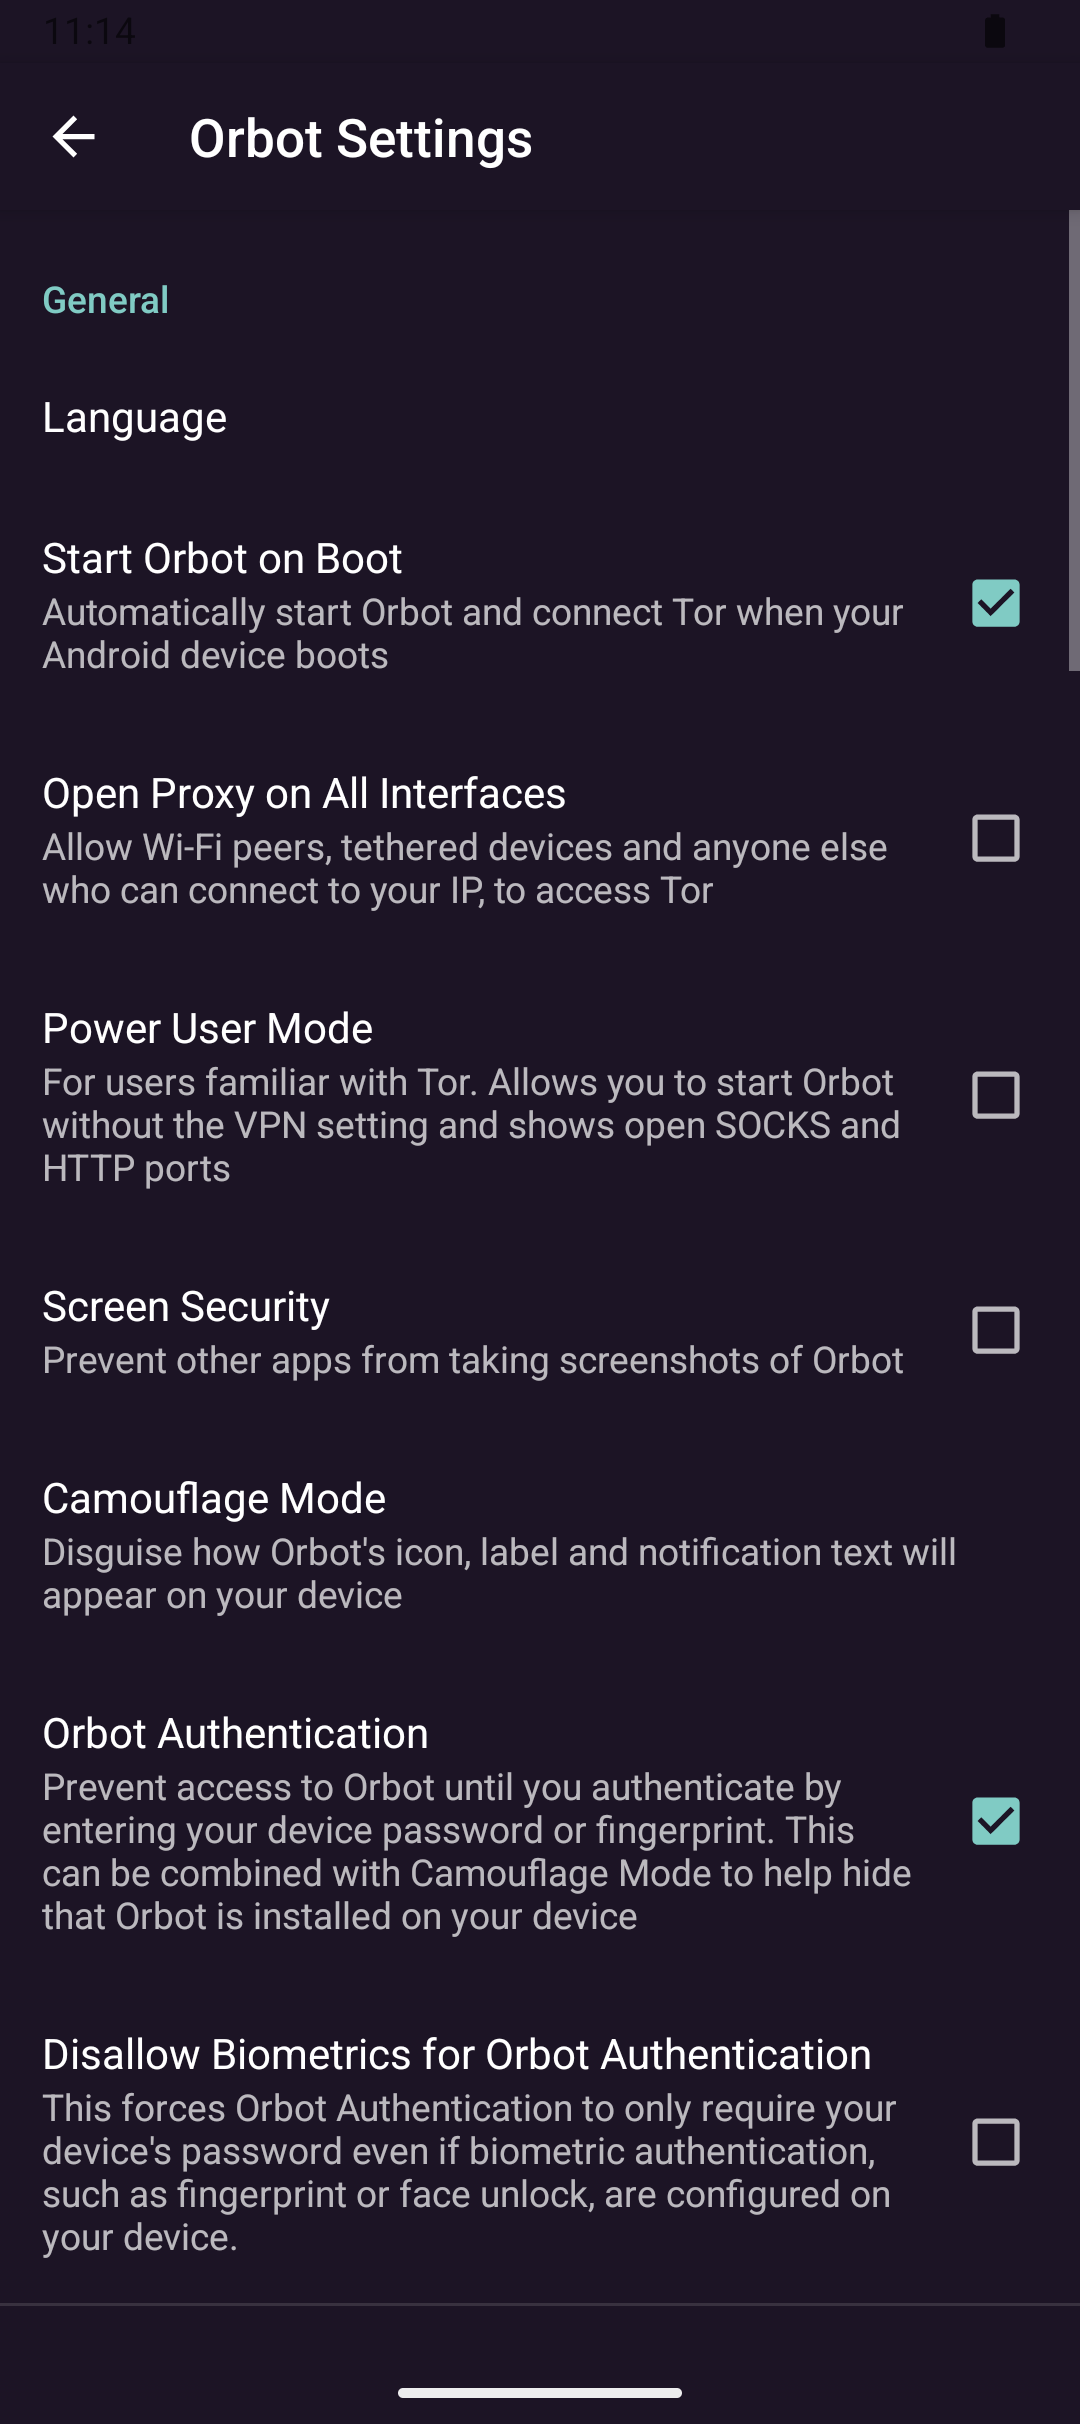 11:14
Orbot Settings
General
Language
Start Orbot on Boot
Automatically start Orbot and connect Tor when your
Android device boots
Open Proxy on All Interfaces
Allow Wi-Fi peers, tethered devices and anyone else
who can connect to your IP, to access Tor
Power User Mode
For users familiar with Tor. Allows you to start Orbot
without the VPN setting and shows open SOCKS and
HTTP ports
Screen Security
Prevent other apps from taking screenshots of Orbot
Camouflage Mode
Disguise how Orbot's icon, label and notification text will
appear on your device
Orbot Authentication
Prevent access to Orbot until you authenticate by
entering your device password or fingerprint. This
can be combined with Camouflage Mode to help hide
that Orbot is installed on your device
Disallow Biometrics for Orbot Authentication
This forces Orbot Authentication to only require your
device's password even if biometric authentication,
such as fingerprint or face unlock, are configured on
your device.